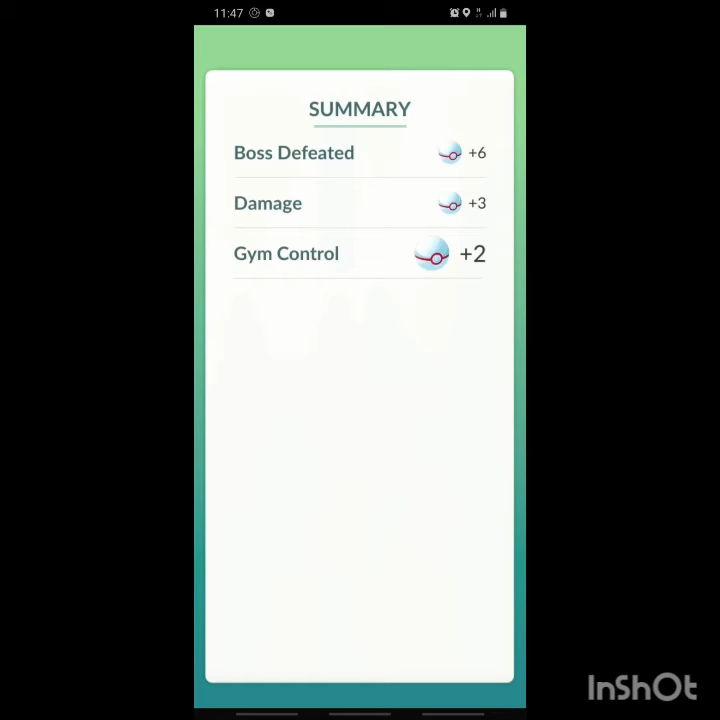 11:47
SUMMARY
Boss Defeated +6
Damage +3
Gym Control +2
InShOt